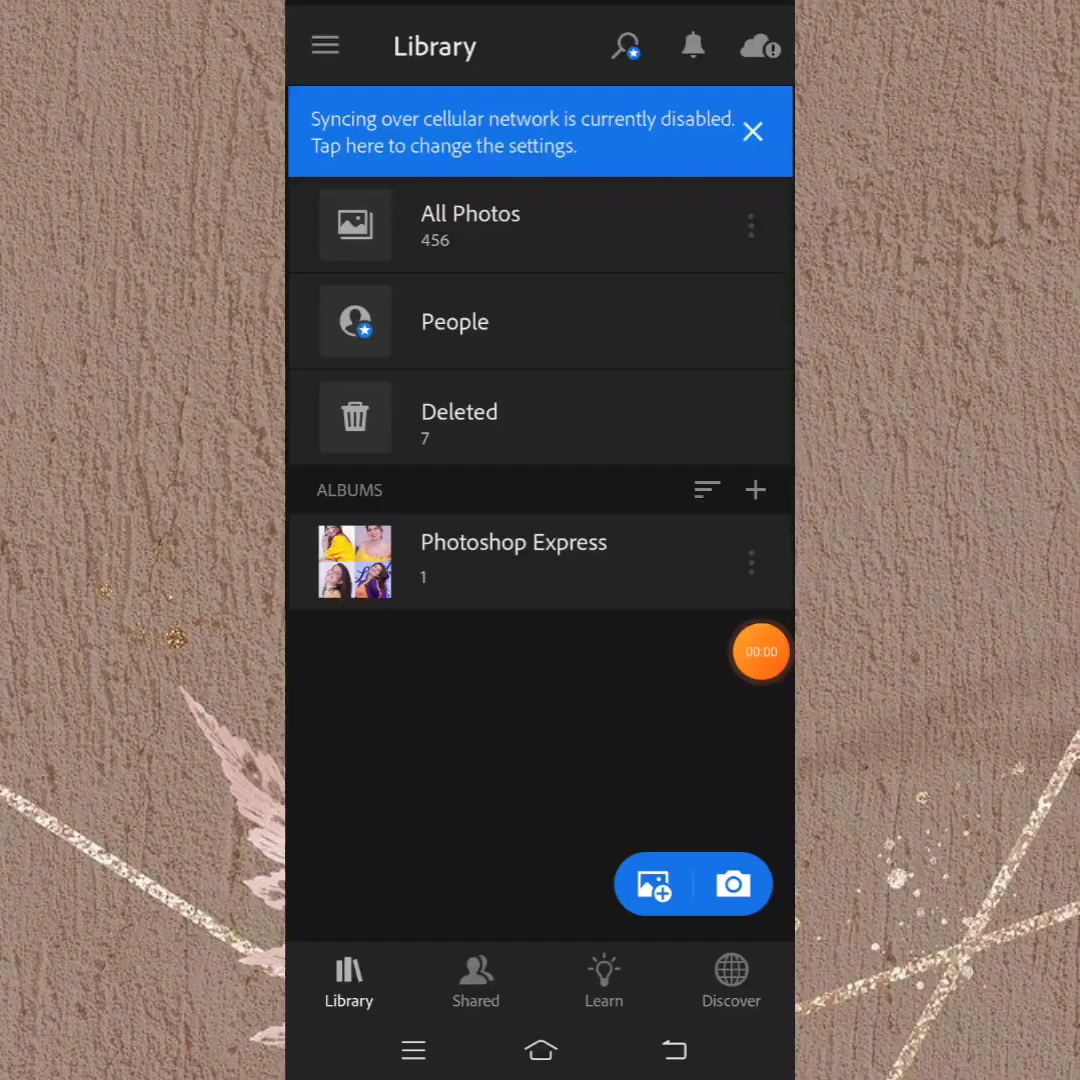 Library
Syncing over cellular network is currently disabled.
Tap here to change the settings.
All Photos
456
People
Deleted
7
ALBUMS
Photoshop Express
1
00:00
Library
Shared
Learn
Discover